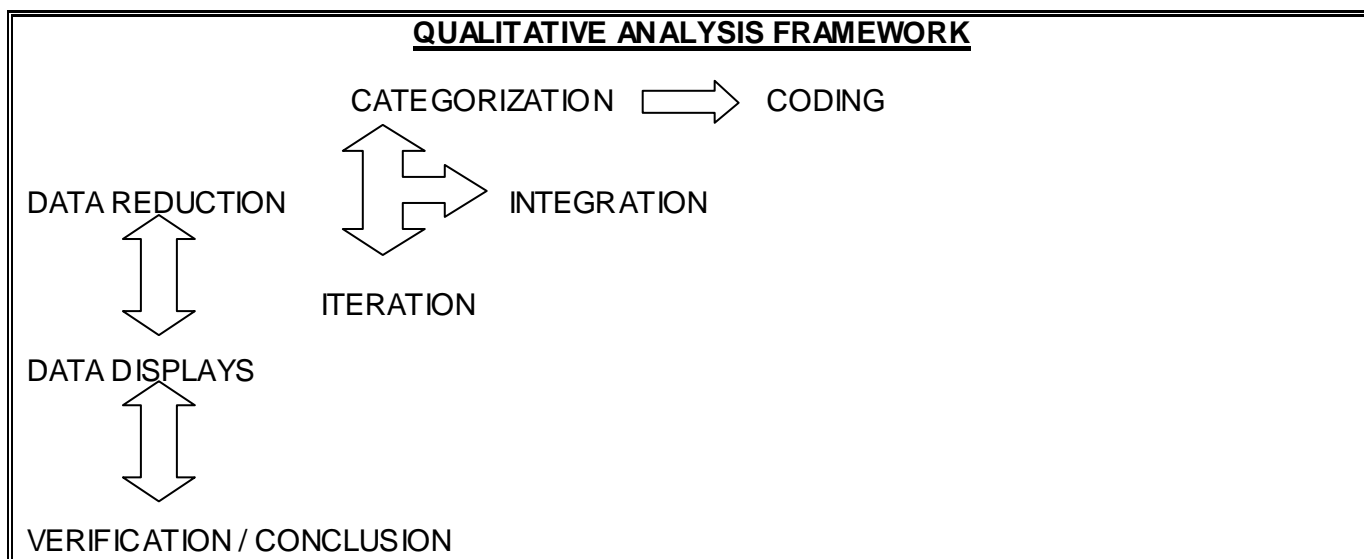 QUALITATIVE ANALYSIS FRAMEWORK
CATEGORIZATION CODING
DATA REDUCTION INTEGRATION
ITERATION
DATA DISPLAYS
VERIFICATION / CONCLUSION